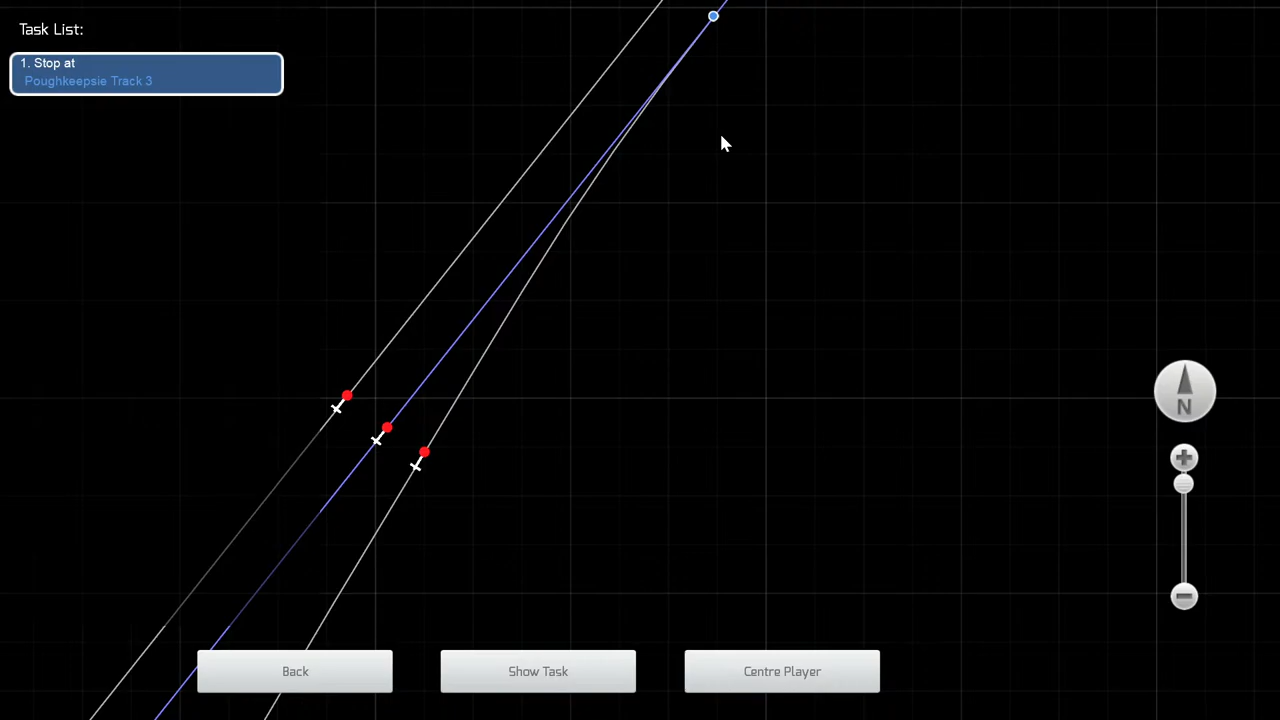 Task List:
1. Stop at
Poughkeepsie Track 3
N
Back
Show Task
Centre Player